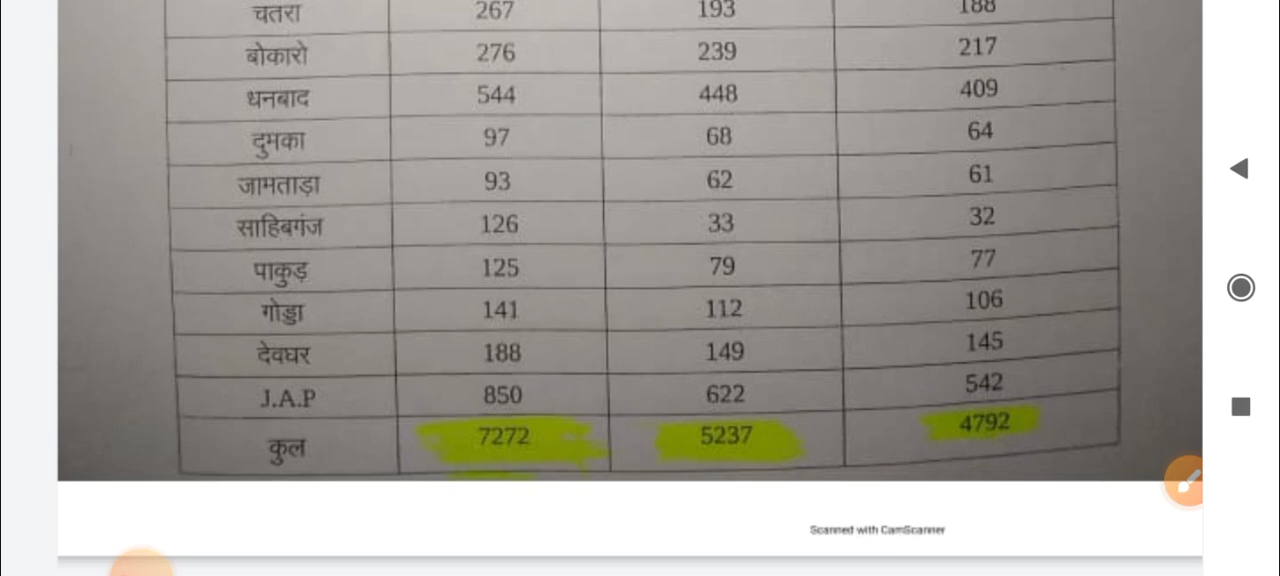 चतरा 267 193 188
बोकारो 276 239 217
धनबाद 544 448 409
दुमका 97 68 64
जामताड़ा 93 62 61
साहिबगंज 126 33 32
पाकुड़ 125 79 77
गोड्डा 141 112 106
देवघर 188 149 145
J.A.P 850 622 542
कुल 7272 5237 4792
Scanned with CamScanner